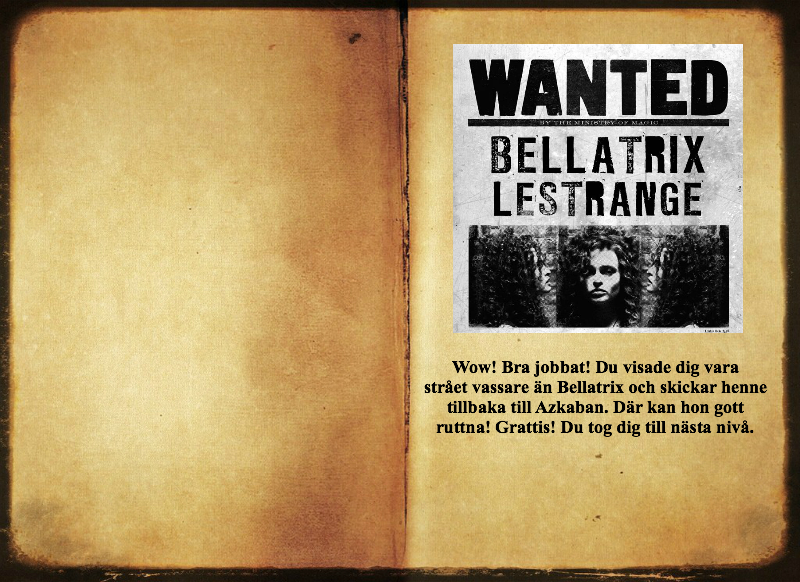 WANTED
BY THE MINISTRY OF MAGIC
BELLATRIX
LESTRANGE
Wow! Bra jobbat! Du visade dig vara
strået vassare än Bellatrix och skickar henne
tillbaka till Azkaban. Där kan hon gott
ruttna! Grattis! Du tog dig till nästa nivå.